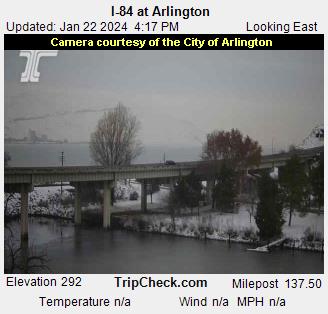 I-84 at Arlington
Updated: Jan 22 2024 4:17 PM Looking East
Camera courtesy of the City of Arlington
Elevation 292 TripCheck.com Milepost 137.50
Temperature n/a Wind n/a MPH n/a